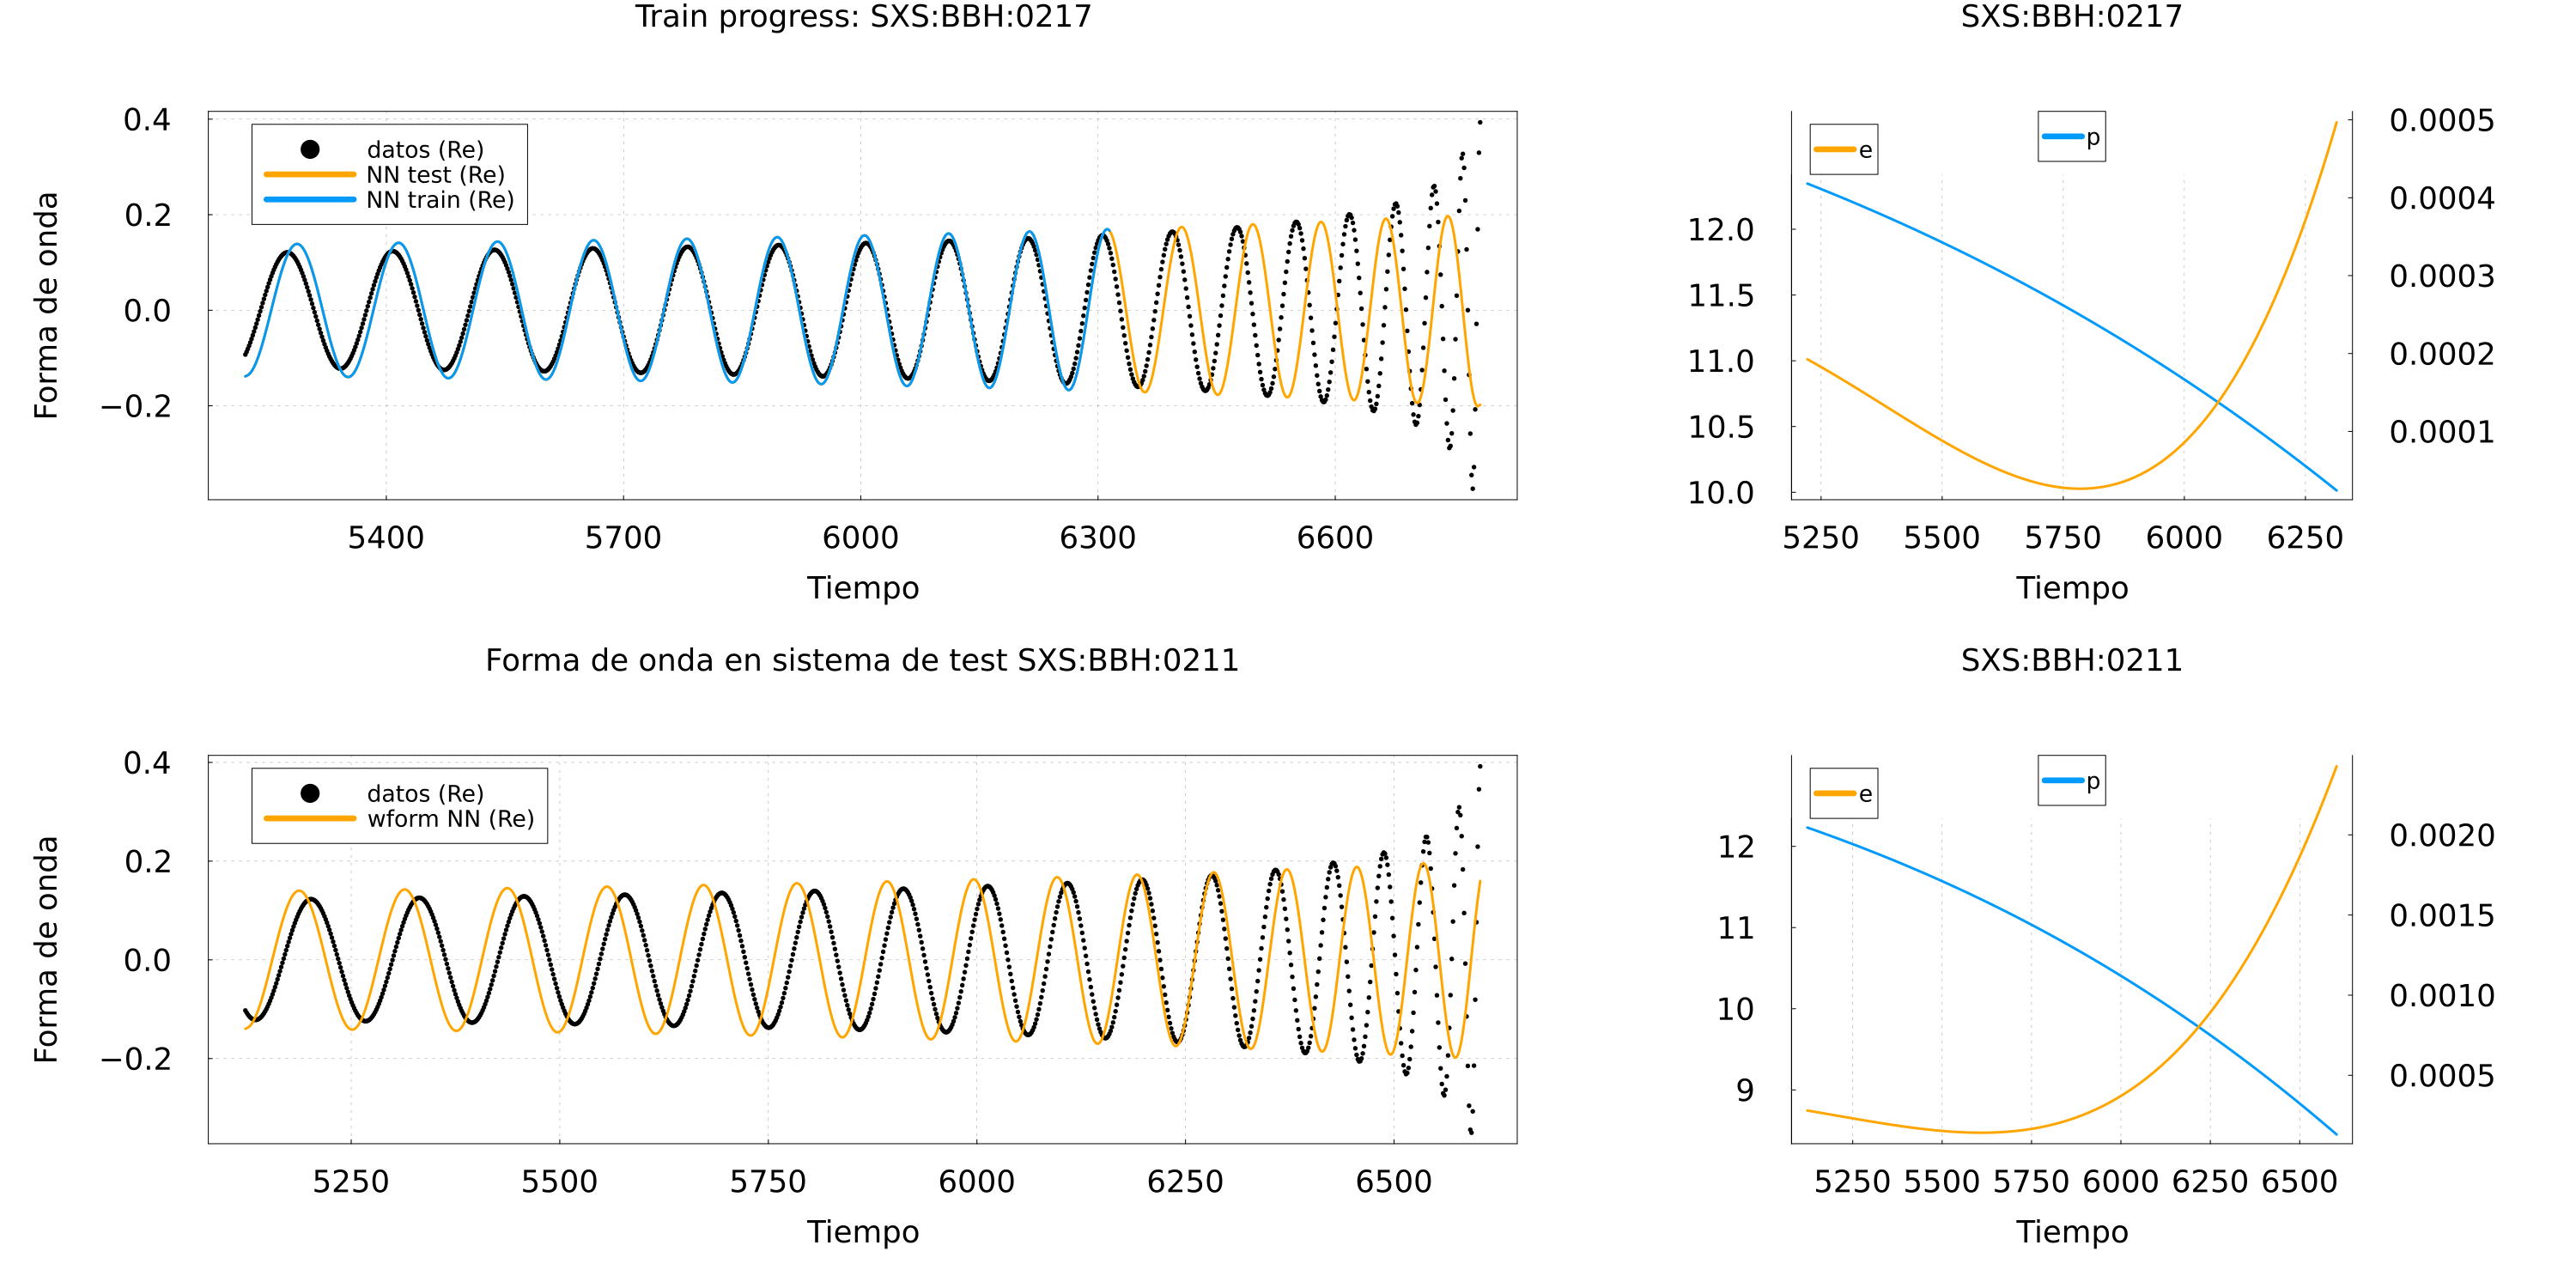 Train progress: SXS:BBH:0217
Forma de onda
0.4
0.2
0.0
−0.2
datos (Re)
NN test (Re)
NN train (Re)
5400 5700 6000 6300 6600
Tiempo
SXS:BBH:0217
e
p
12.0
11.5
11.0
10.5
10.0
0.0005
0.0004
0.0003
0.0002
0.0001
5250 5500 5750 6000 6250
Tiempo
Forma de onda en sistema de test SXS:BBH:0211
Forma de onda
0.4
0.2
0.0
−0.2
datos (Re)
wform NN (Re)
5250 5500 5750 6000 6250 6500
Tiempo
SXS:BBH:0211
e
p
12
11
10
9
0.0020
0.0015
0.0010
0.0005
5250 5500 5750 6000 6250 6500
Tiempo